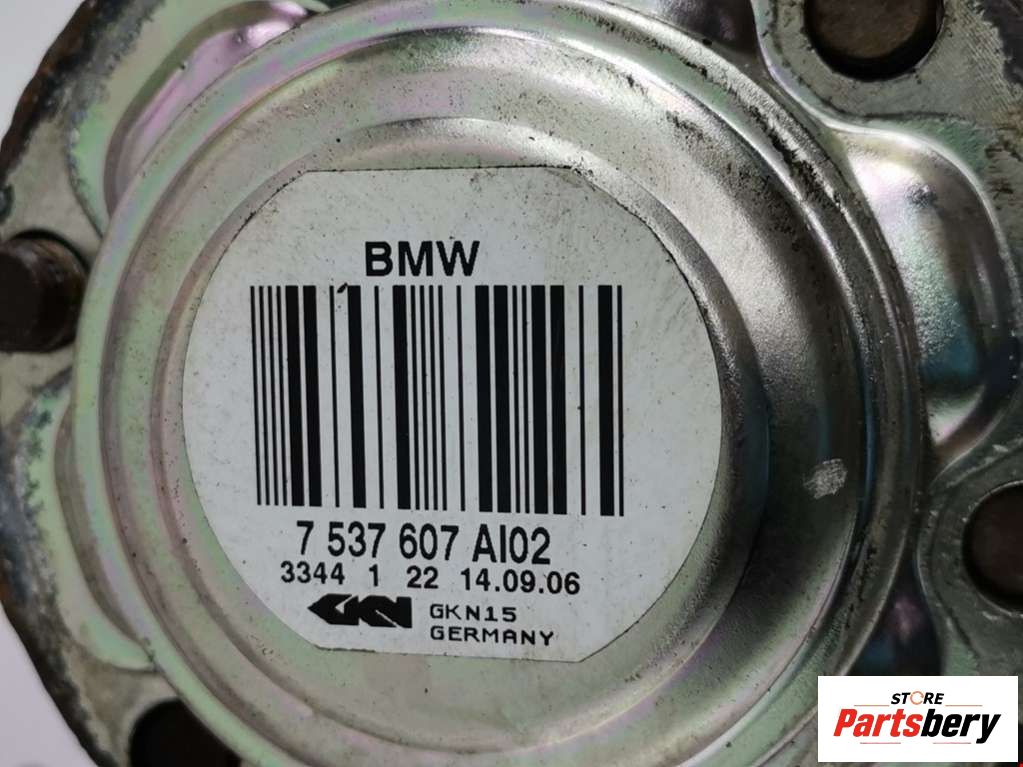 BMW
7 537 607 AI02
3344 1 22 14.09.06
GKN GKN15
GERMANY
STORE
Partsbery